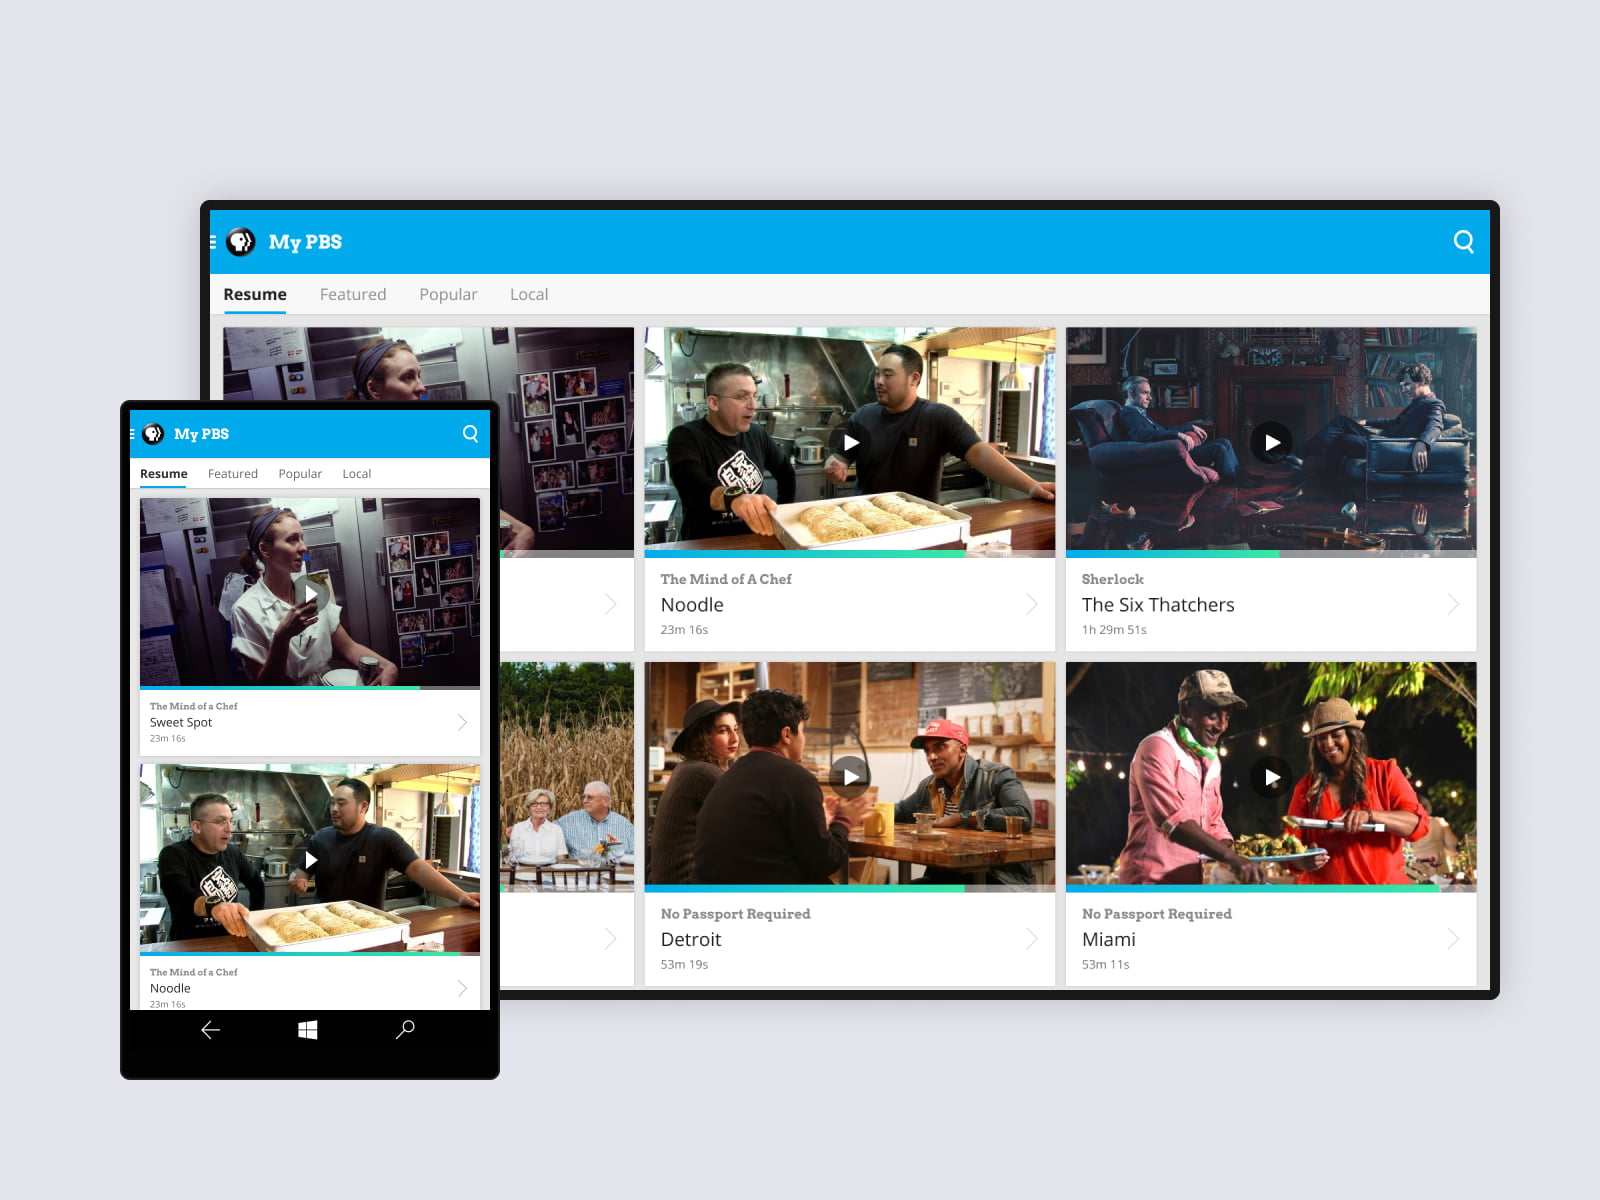 My PBS
Resume Featured Popular Local
The Mind of A Chef
Noodle
23m 16s
Sherlock
The Six Thatchers
1h 29m 51s
No Passport Required
Detroit
53m 19s
No Passport Required
Miami
53m 11s
My PBS
Resume Featured Popular Local
The Mind of a Chef
Sweet Spot
23m 16s
The Mind of a Chef
Noodle
23m 16s